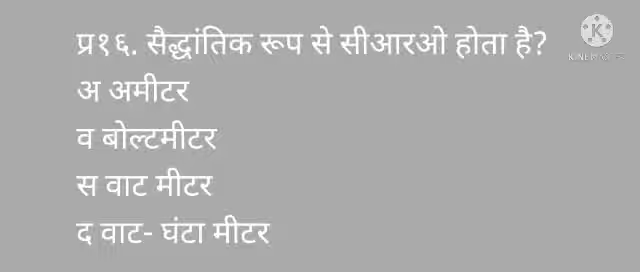 प्र१६. सैद्धांतिक रूप से सीआरओ होता है?
अ अमीटर
व बोल्टमीटर
स वाट मीटर
द वाट- घंटा मीटर